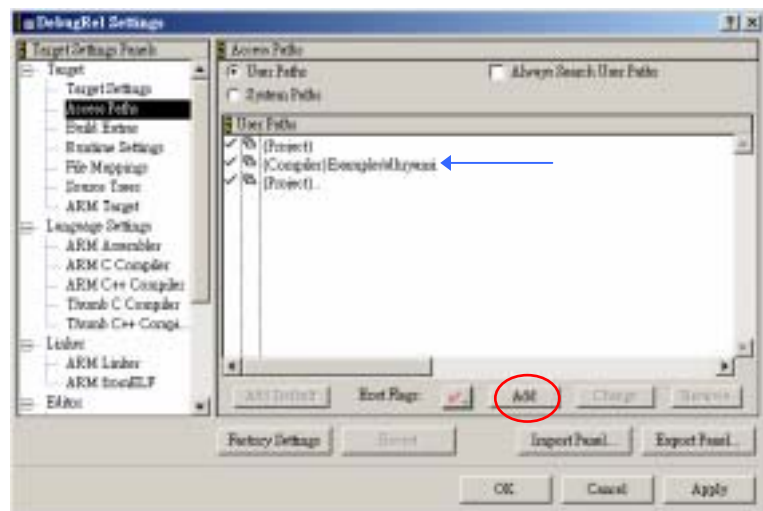 DebugRel Settings
Target Settings Panels
Target
Target Settings
Access Paths
Build Extras
Runtime Settings
File Mappings
Source Trees
ARM Target
Language Settings
ARM Assembler
ARM C Compiler
ARM C++ Compiler
Thumb C Compiler
Thumb C++ Compi...
Linker
ARM Linker
ARM fromELF
Editor
Access Paths
User Paths
Always Search User Paths
System Paths
User Paths
{Project}
{Project}..
Add Default
Host Flags:
Add
Change
Remove
Factory Settings
Revert
Import Panel...
Export Panel...
OK
Cancel
Apply